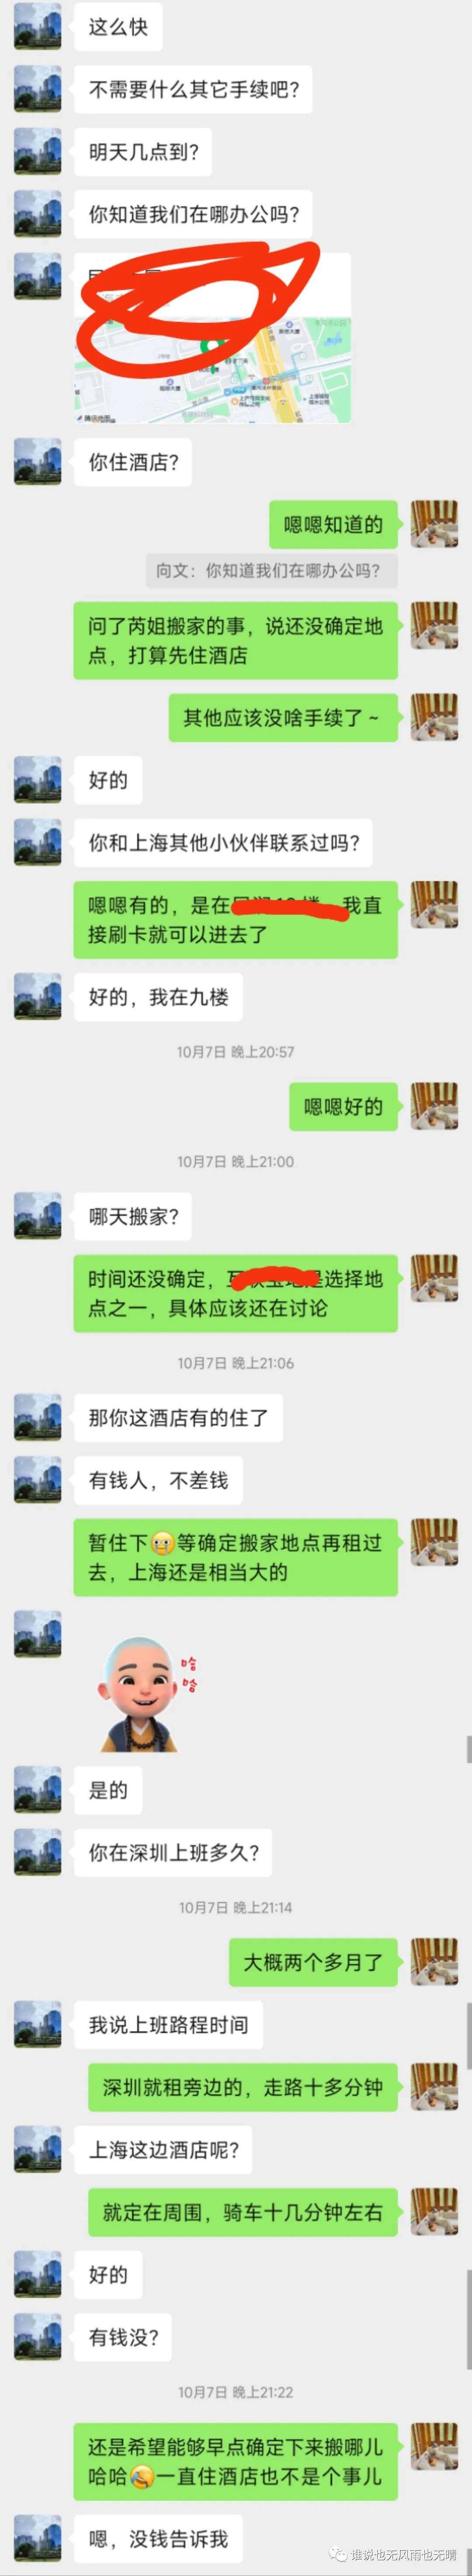 这么快
不需要什么其它手续吧？
明天几点到？
你知道我们在哪办公吗？
你住酒店？
嗯嗯知道的
向文：你知道我们在哪办公吗？
问了芮姐搬家的事，说还没确定地
点，打算先住酒店
其他应该没啥手续了～
好的
你和上海其他小伙伴联系过吗？
嗯嗯有的，是在
我直
接刷卡就可以进去了
好的，我在九楼
10月7日 晚上20:57
嗯嗯好的
10月7日 晚上21:00
哪天搬家？
时间还没确定，
选择地
点之一，具体应该还在讨论
10月7日 晚上21:06
那你这酒店有的住了
有钱人，不差钱
暂住下😭等确定搬家地点再租过
去，上海还是相当大的
哈
哈
是的
你在深圳上班多久？
10月7日 晚上21:14
大概两个多月了
我说上班路程时间
深圳就租旁边的，走路十多分钟
上海这边酒店呢？
就定在周围，骑车十几分钟左右
好的
有钱没？
10月7日 晚上21:22
还是希望能够早点确定下来搬哪儿
哈哈🤣一直住酒店也不是个事儿
嗯，没钱告诉我
谁说也无风雨也无晴